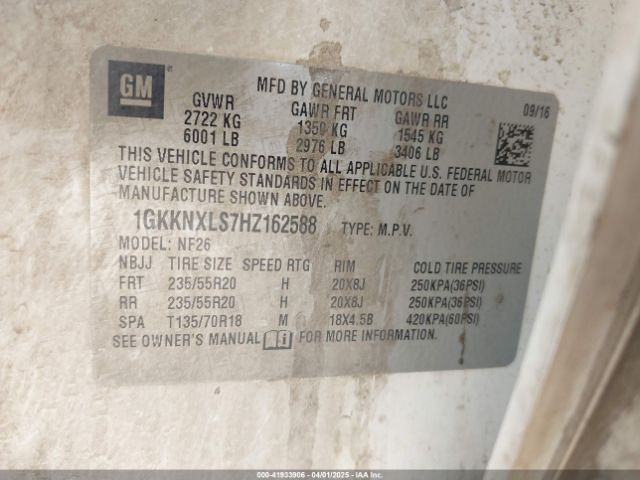 GM
MFD BY GENERAL MOTORS LLC
09/16
GVWR GAWR FRT GAWR RR
2722 KG 1350 KG 1545 KG
6001 LB 2976 LB 3406 LB
THIS VEHICLE CONFORMS TO ALL APPLICABLE U.S. FEDERAL MOTOR
VEHICLE SAFETY STANDARDS IN EFFECT ON THE DATE OF
MANUFACTURE SHOWN ABOVE.
1GKKNXLS7HZ162588 TYPE: M.P.V.
MODEL: NF26
NBJJ TIRE SIZE SPEED RTG RIM COLD TIRE PRESSURE
FRT 235/55R20 H 20X8J 250KPA(36PSI)
RR 235/55R20 H 20X8J 250KPA(36PSI)
SPA T135/70R18 M 18X4.5B 420KPA(60PSI)
SEE OWNER'S MANUAL FOR MORE INFORMATION.
000-41933906 - 04/01/2025 - IAAI.COM